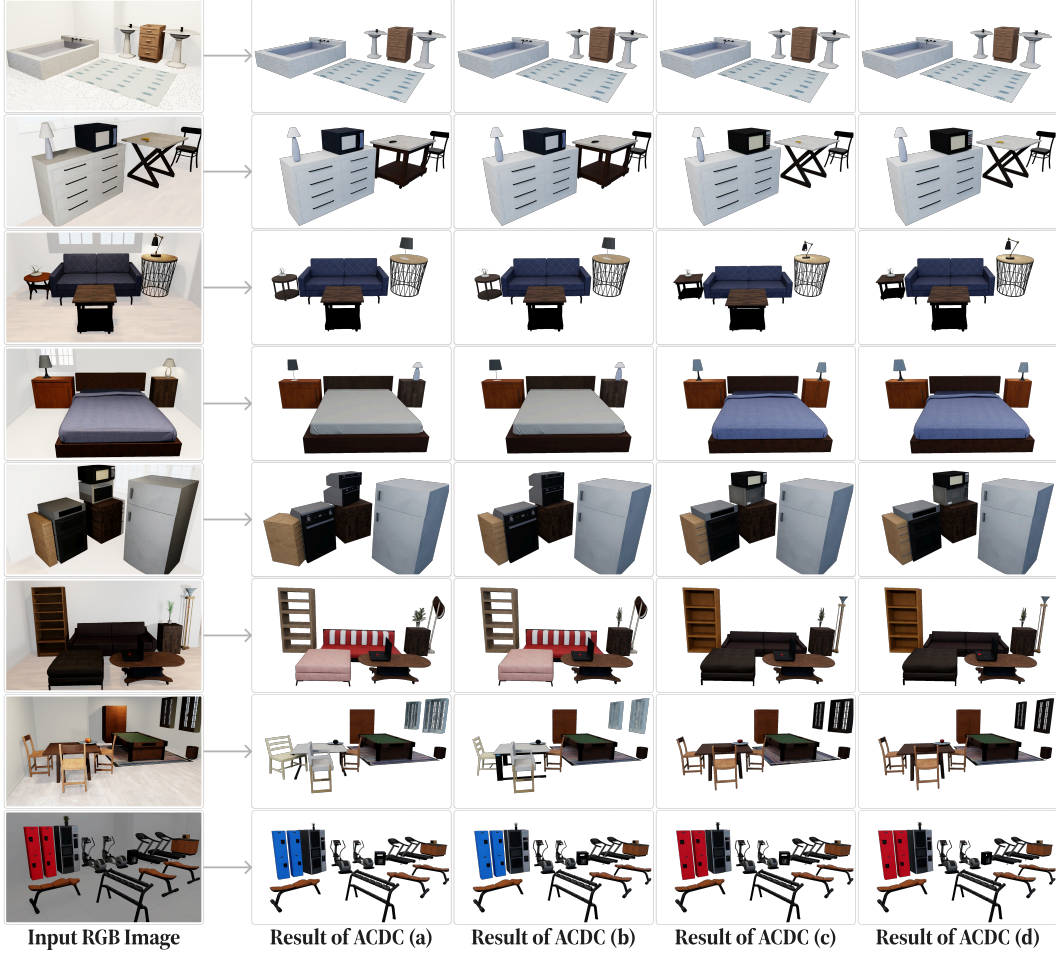 Input RGB Image
Result of ACDC (a)
Result of ACDC (b)
Result of ACDC (c)
Result of ACDC (d)